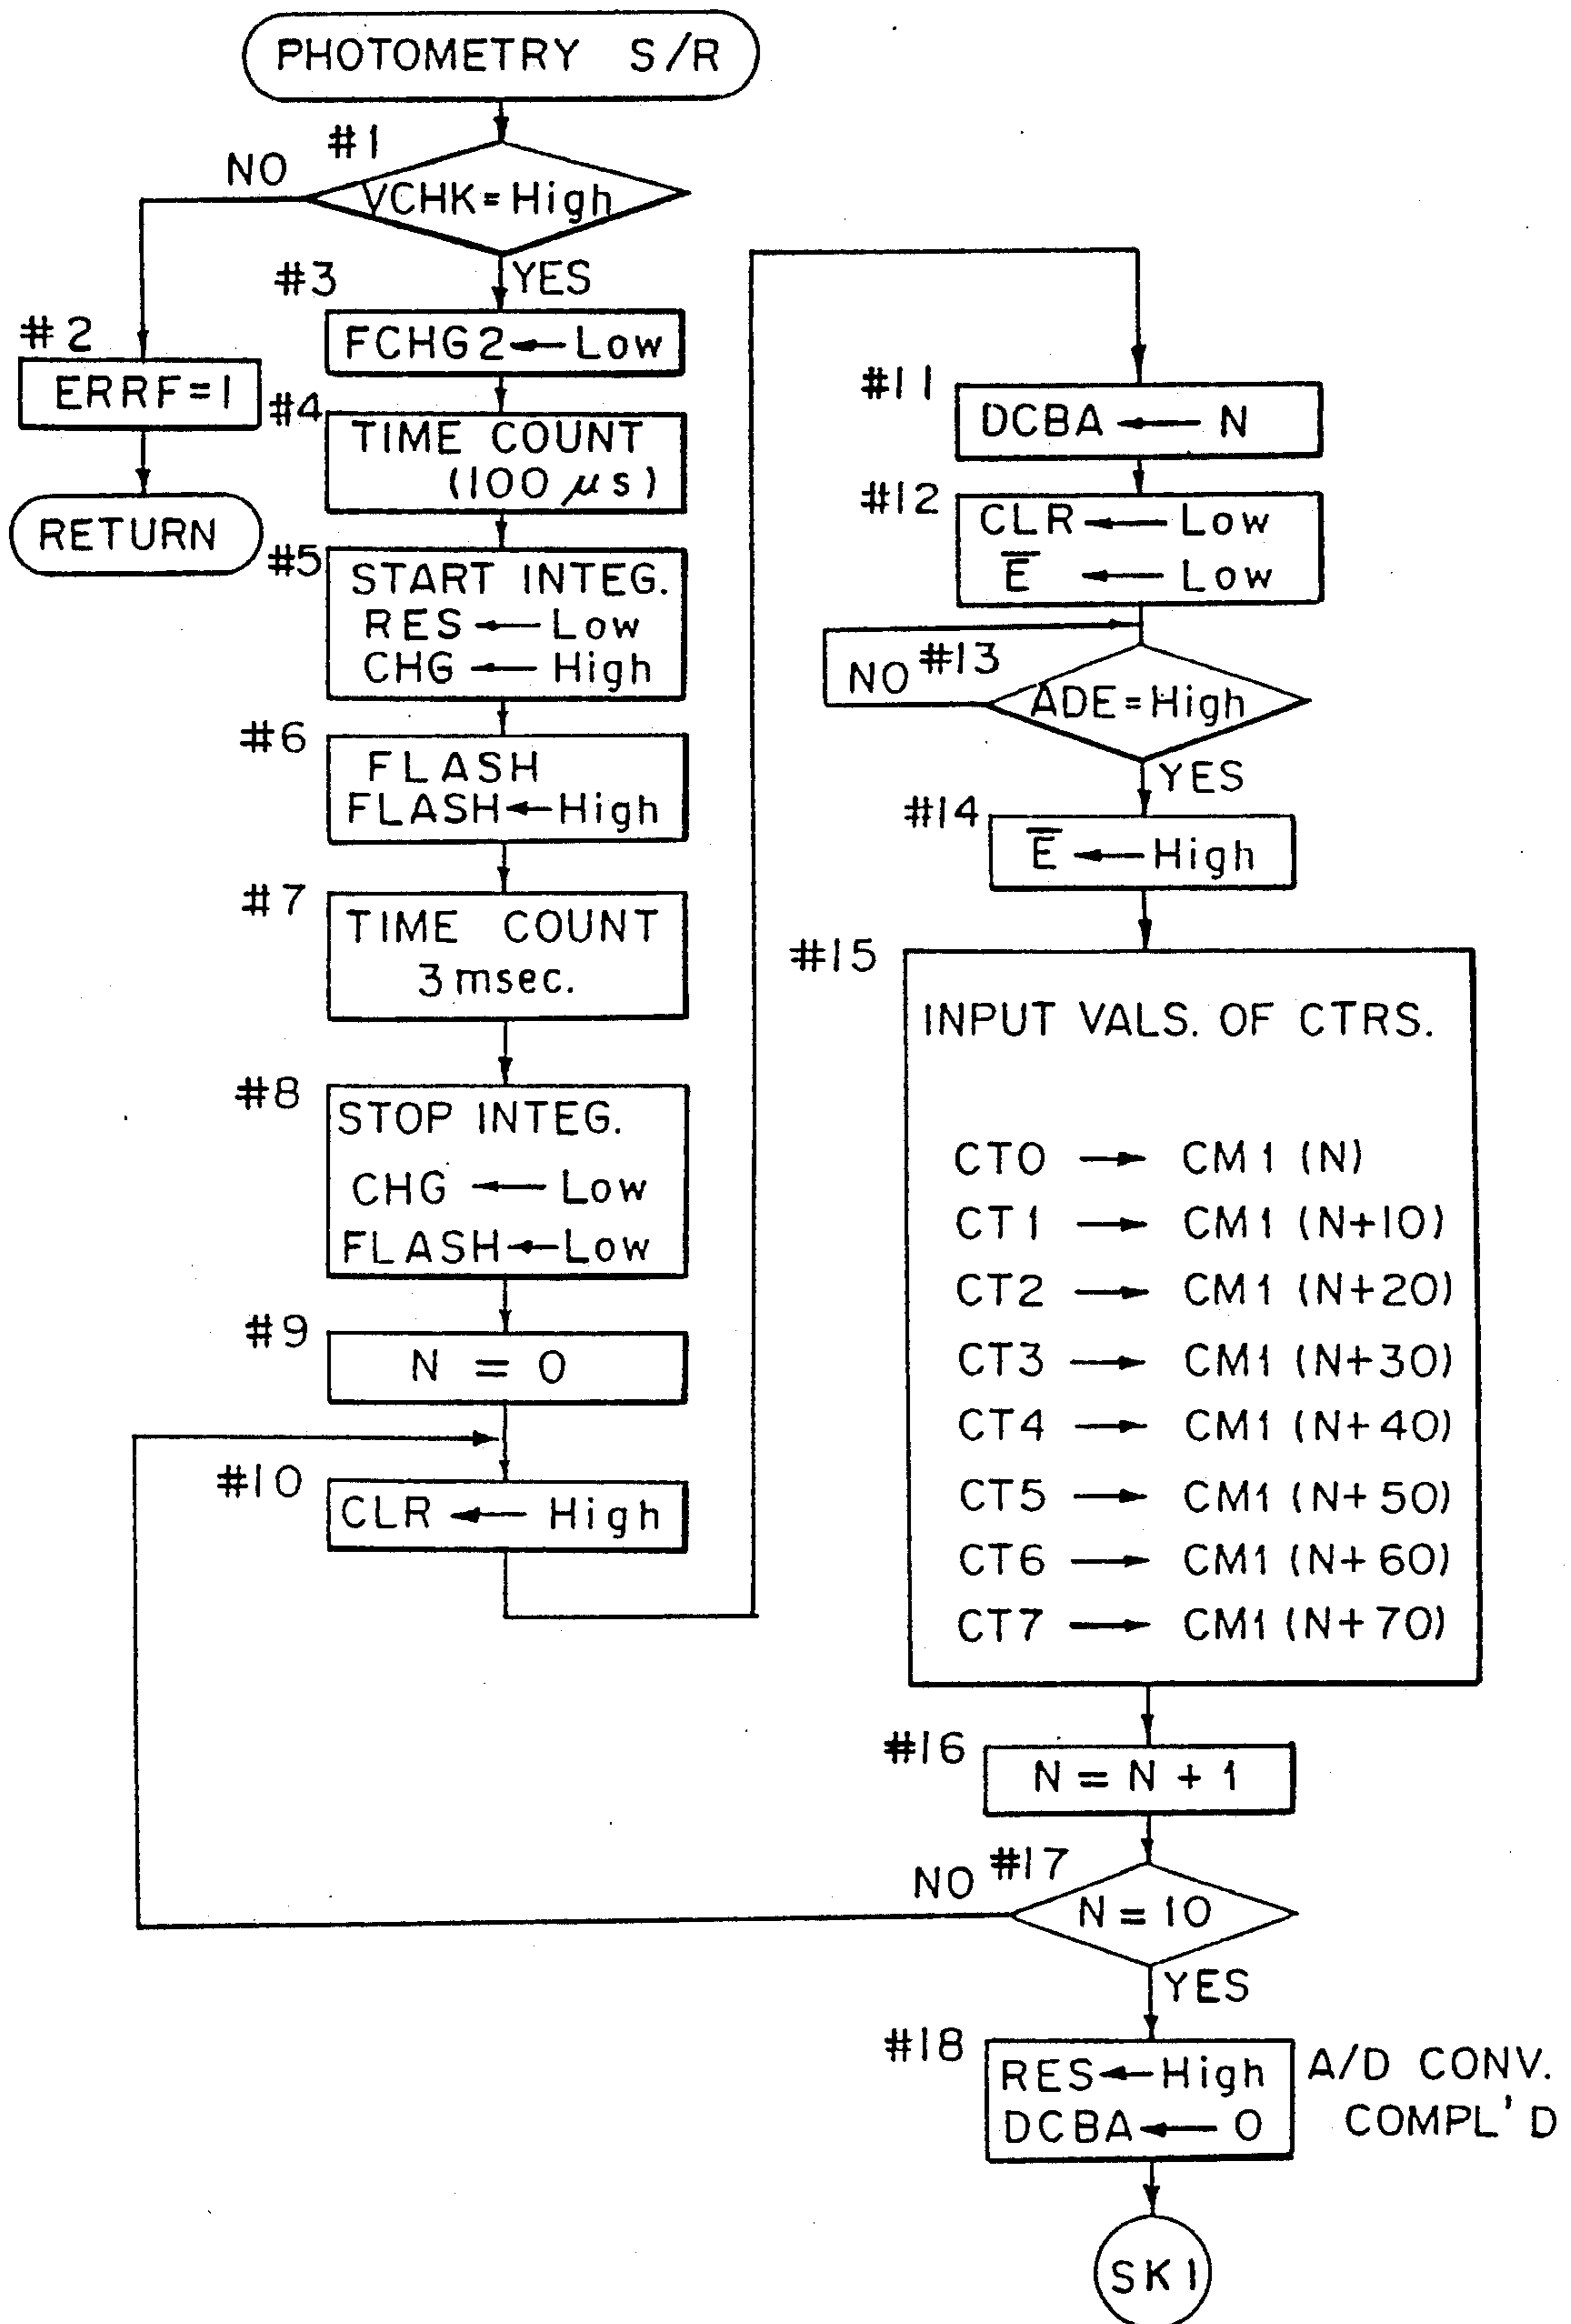 PHOTOMETRY S/R
#1
NO
VCHK=High
YES
#2
ERRF=1
RETURN
#3
FCHG2←Low
#4
TIME COUNT
(100 μs)
#5
START INTEG.
RES ← Low
CHG ← High
#6
FLASH
FLASH←High
#7
TIME COUNT
3msec.
#8
STOP INTEG.
CHG ← Low
FLASH←Low
#9
N = 0
#10
CLR ← High
#11
DCBA ← N
#12
CLR ← Low
E̅ ← Low
#13
NO
ADE=High
YES
#14
E̅ ← High
#15
INPUT VALS. OF CTRS.
CT0 → CM1 (N)
CT1 → CM1 (N+10)
CT2 → CM1 (N+20)
CT3 → CM1 (N+30)
CT4 → CM1 (N+40)
CT5 → CM1 (N+50)
CT6 → CM1 (N+60)
CT7 → CM1 (N+70)
#16
N = N + 1
#17
NO
N = 10
YES
#18
RES←High
DCBA← 0
A/D CONV.
COMPL'D
SK1